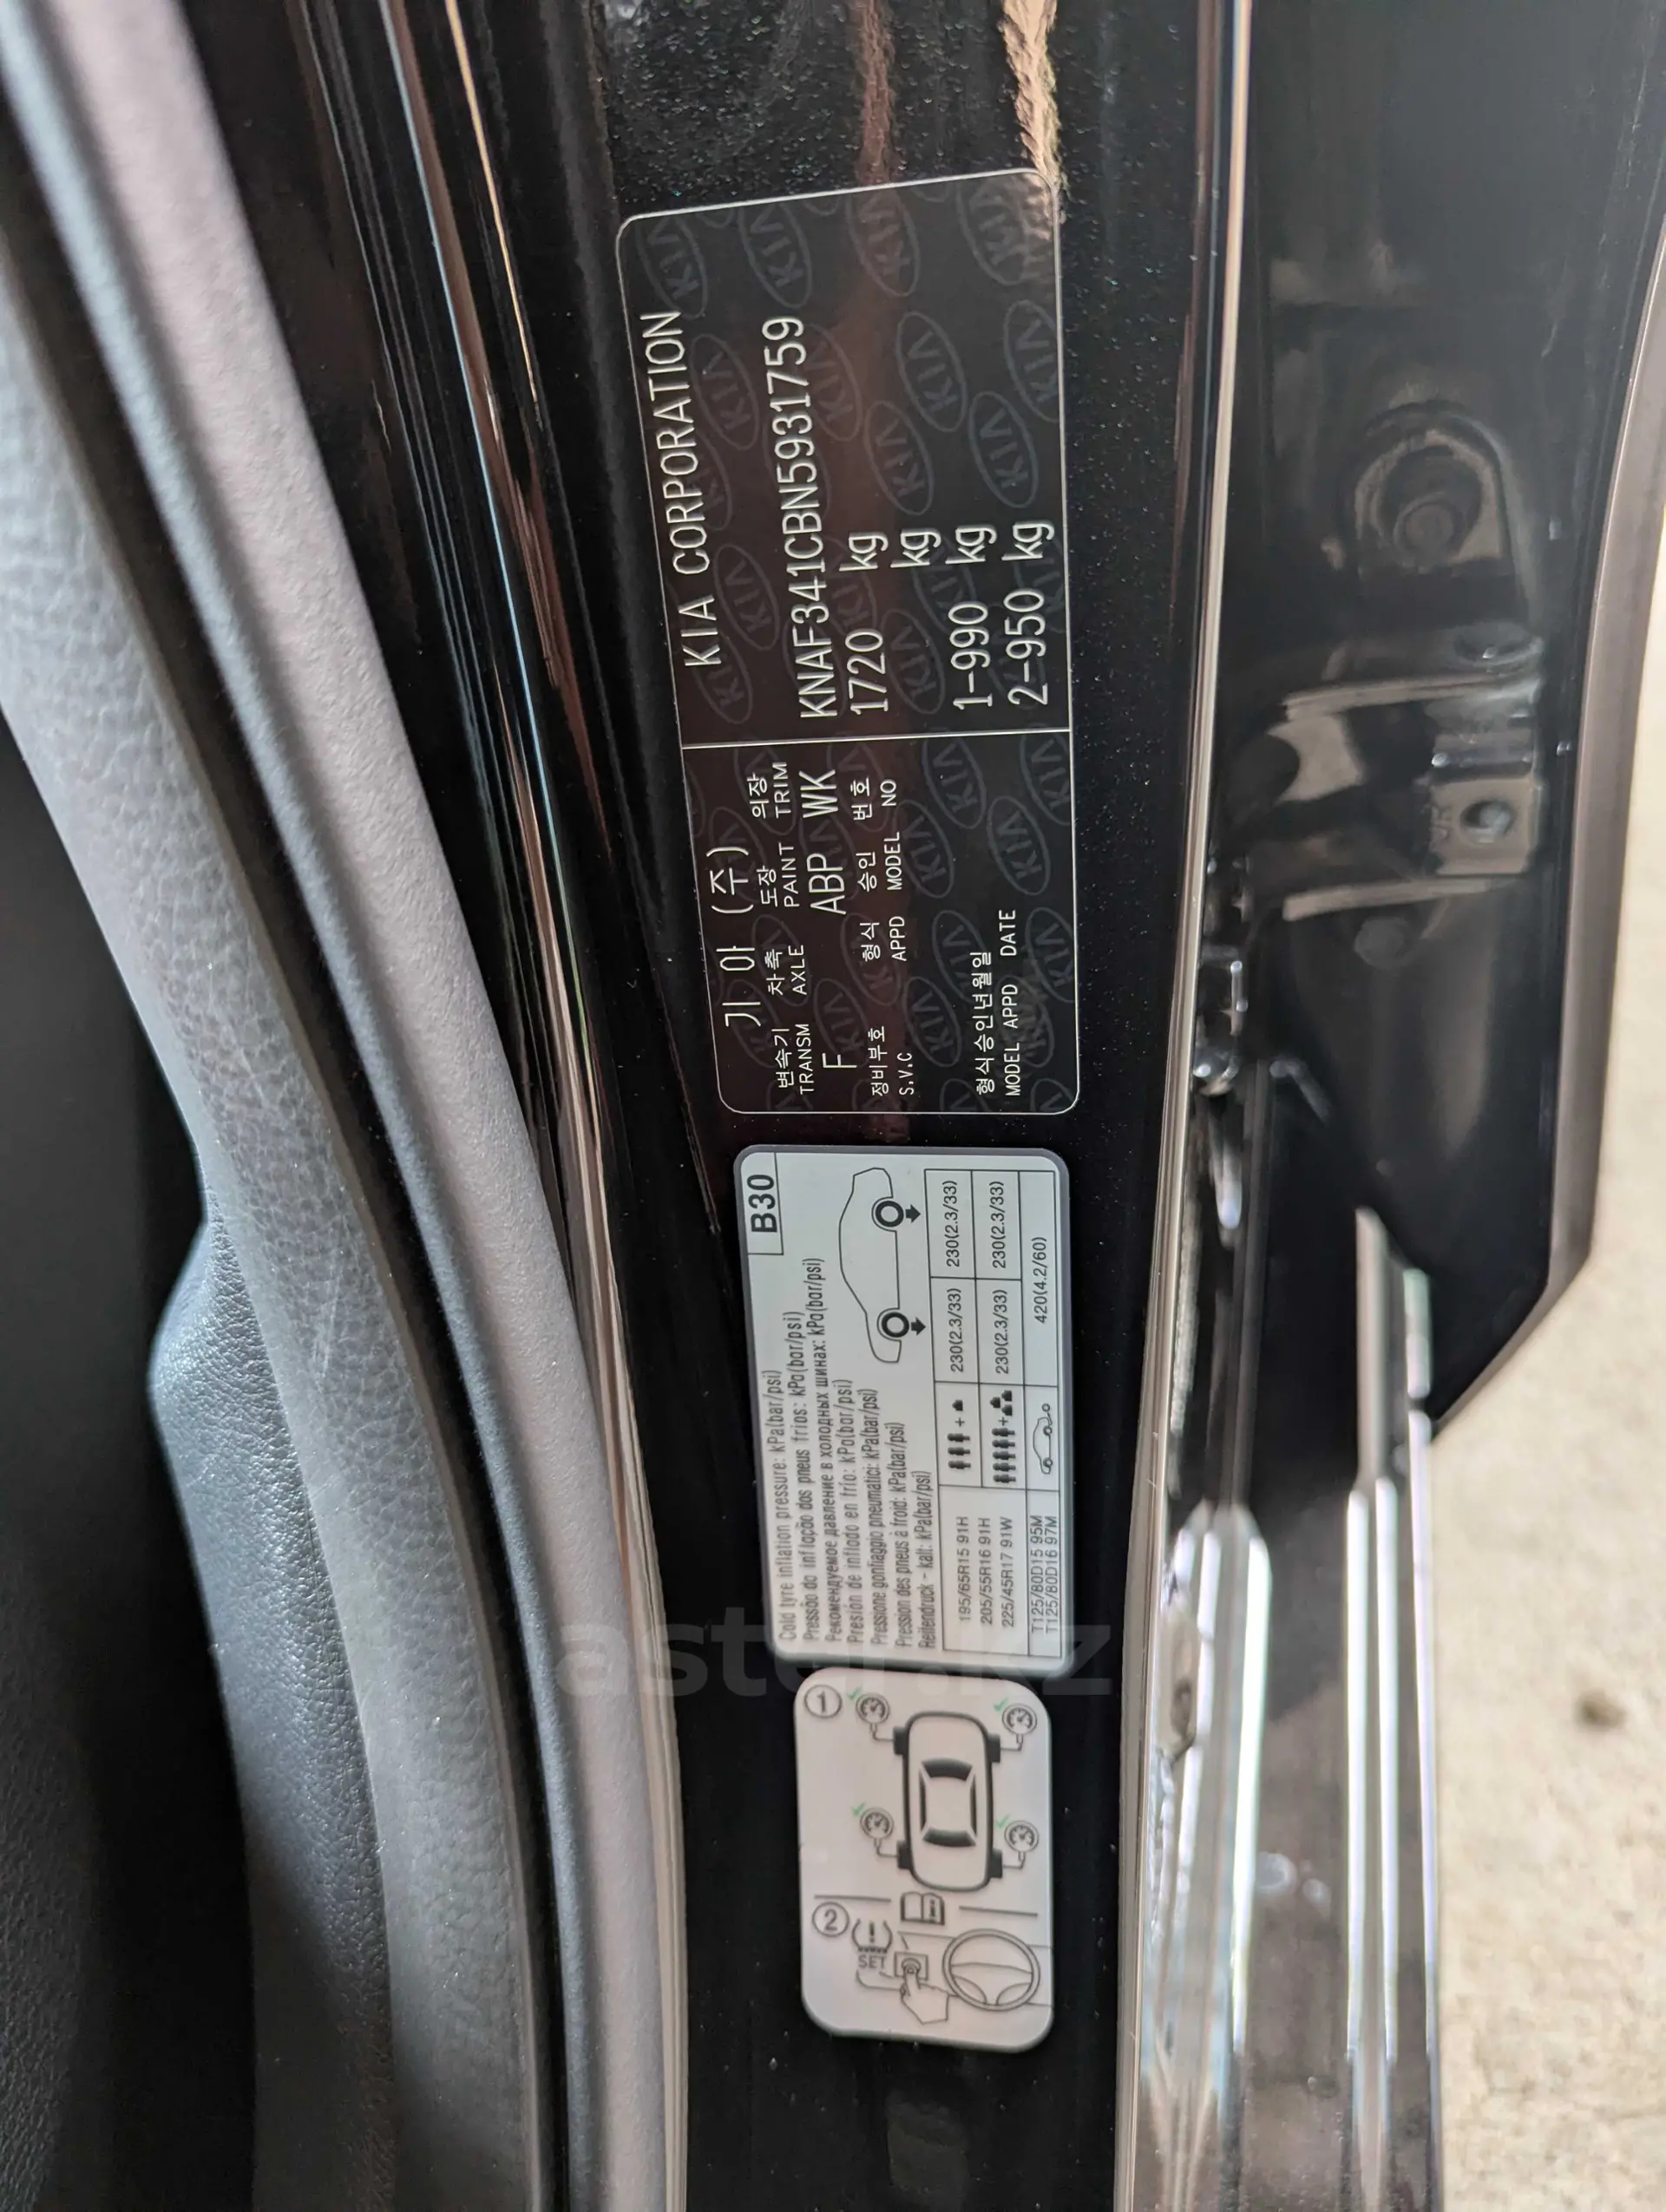 기아 (주)
KIA CORPORATION
변속기 차축 도장 의장
TRANSM AXLE PAINT TRIM
F ABP WK
KNAF341CBN5931759
정비부호 형식 승인 번호
S.V.C APPD MODEL NO
1720 kg
kg
형식승인년월일
MODEL APPD DATE
1-990 kg
2-950 kg
B30
Cold tyre inflation pressure: kPa(bar/psi)
Pressão do inflação dos pneus frios: kPa(bar/psi)
Рекомендуемое давление в холодных шинах: kPa(bar/psi)
Presión de inflado en frío: kPa(bar/psi)
Pressione gonfiaggio pneumatici: kPa(bar/psi)
Pression des pneus à froid: kPa(bar/psi)
Reifendruck - kalt: kPa(bar/psi)
195/65R15 91H
205/55R16 91H
225/45R17 91W
230(2.3/33) 230(2.3/33)
230(2.3/33) 230(2.3/33)
T125/80D15 95M
T125/80D16 97M
420(4.2/60)
1
2
SET
aster.kz